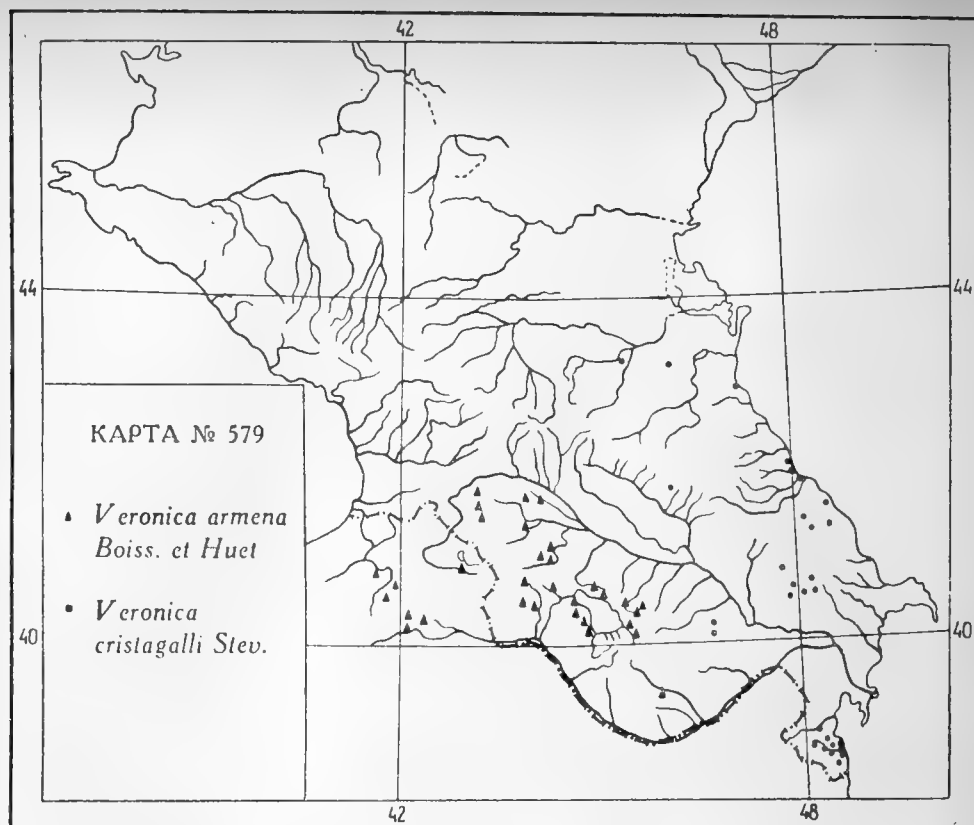 42 48
44 44
КАРТА № 579
Veronica armena
Boiss. et Huet
Veronica
cristagalli Stev.
40 40
42 48